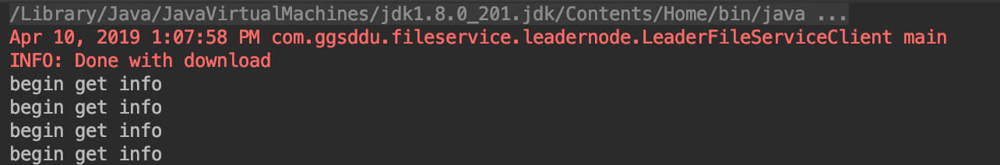 /Library/Java/JavaVirtualMachines/jdk1.8.0_201.jdk/Contents/Home/bin/java ...
Apr 10, 2019 1:07:58 PM com.ggsddu.fileservice.leadernode.LeaderFileServiceClient main
INFO: Done with download
begin get info
begin get info
begin get info
begin get info